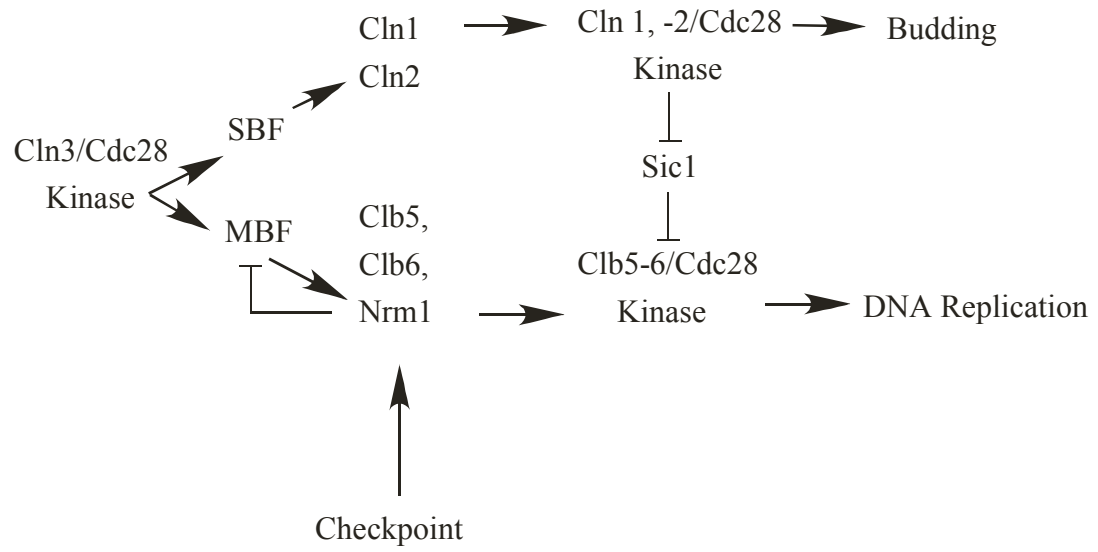 Cln1
Cln2
Cln 1, -2/Cdc28
Kinase
Budding
SBF
Cln3/Cdc28
Kinase
Sic1
MBF
Clb5,
Clb6,
Nrm1
Clb5-6/Cdc28
Kinase
DNA Replication
Checkpoint